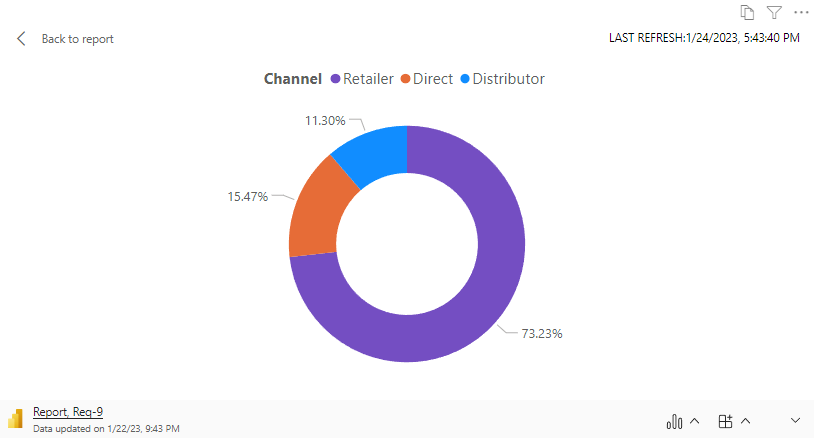 Back to report
LAST REFRESH:1/24/2023, 5:43:40 PM
Channel Retailer Direct Distributor
11.30%
15.47%
73.23%
Report, Req-9
Data updated on 1/22/23, 9:43 PM